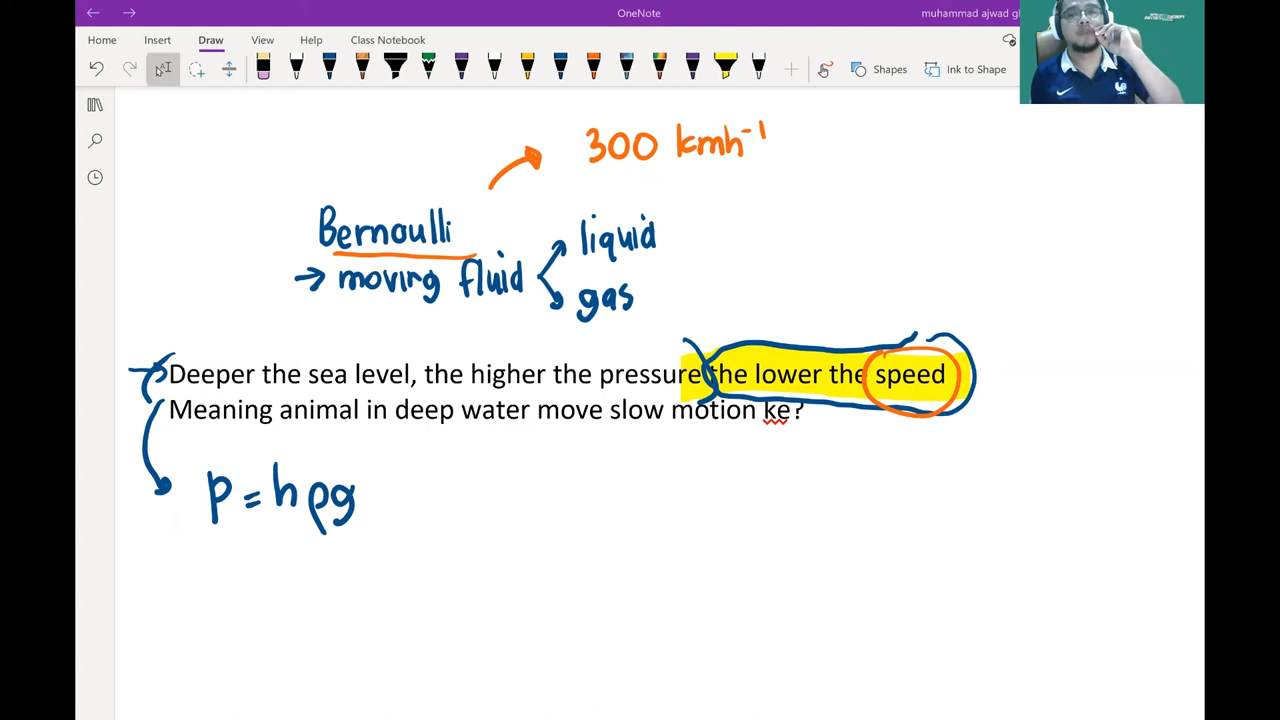 OneNote
muhammad ajwad gh
Home Insert Draw View Help Class Notebook
Shapes Ink to Shape
300 kmh⁻¹
Bernoulli
→ moving fluid
liquid
gas
Deeper the sea level, the higher the pressure the lower the speed
Meaning animal in deep water move slow motion ke?
P = hρg